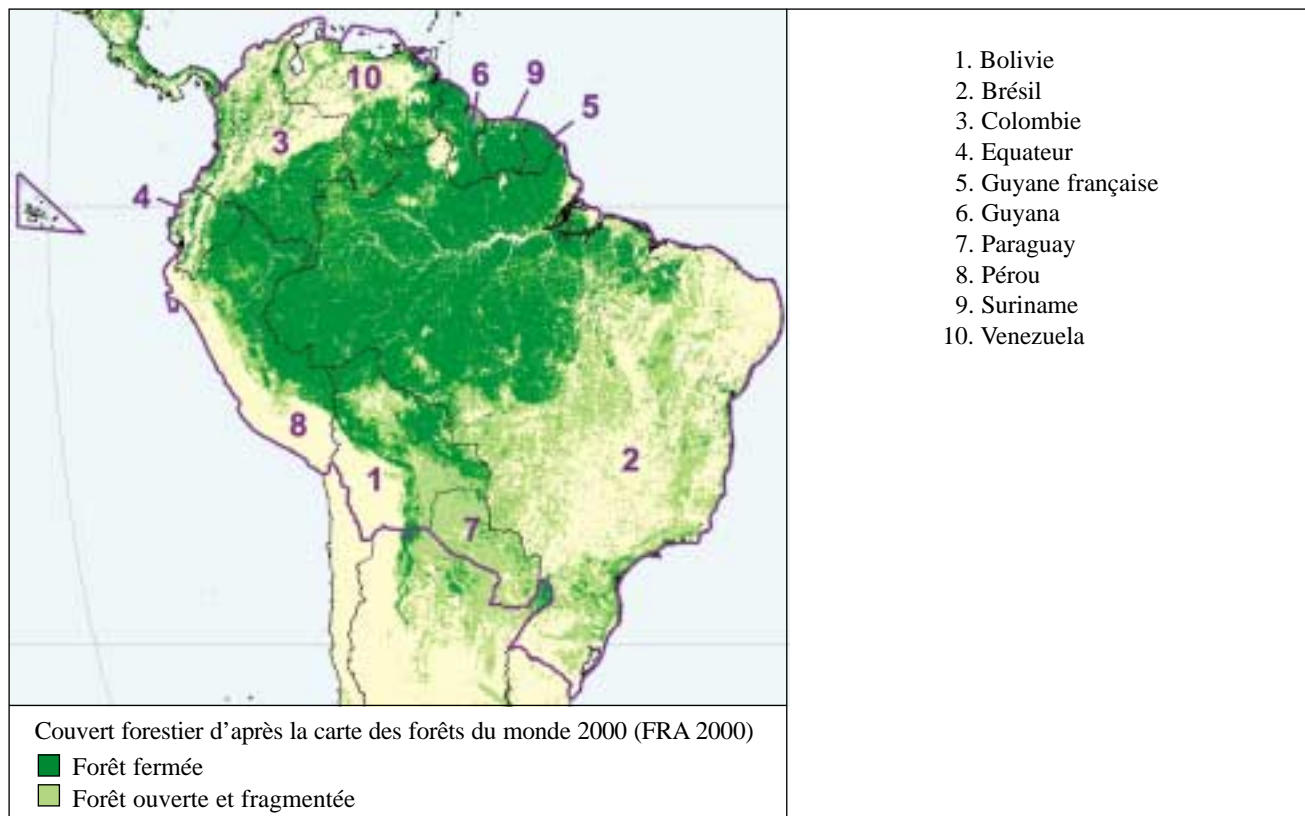 10
6
9
5
3
4
8
2
1
7
Couvert forestier d'après la carte des forêts du monde 2000 (FRA 2000)
Forêt fermée
Forêt ouverte et fragmentée
1. Bolivie
2. Brésil
3. Colombie
4. Equateur
5. Guyane française
6. Guyana
7. Paraguay
8. Pérou
9. Suriname
10. Venezuela